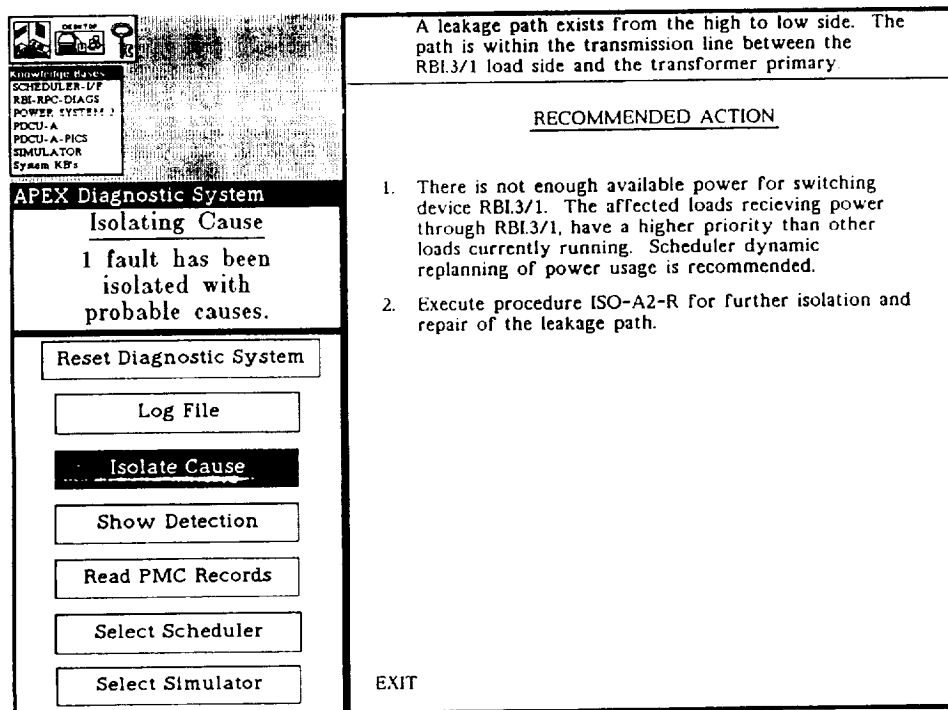 DESKTOP
Knowledge Bases
SCHEDULER-I/F
RBI-RPC-DIAGS
POWER SYSTEM 2
PDCU-A
PDCU-A-PICS
SIMULATOR
System KB's
APEX Diagnostic System
Isolating Cause
1 fault has been
isolated with
probable causes.
Reset Diagnostic System
Log File
Isolate Cause
Show Detection
Read PMC Records
Select Scheduler
Select Simulator
A leakage path exists from the high to low side. The
path is within the transmission line between the
RBI.3/1 load side and the transformer primary.
RECOMMENDED ACTION
1. There is not enough available power for switching
device RBI.3/1. The affected loads recieving power
through RBI.3/1, have a higher priority than other
loads currently running. Scheduler dynamic
replanning of power usage is recommended.
2. Execute procedure ISO-A2-R for further isolation and
repair of the leakage path.
EXIT